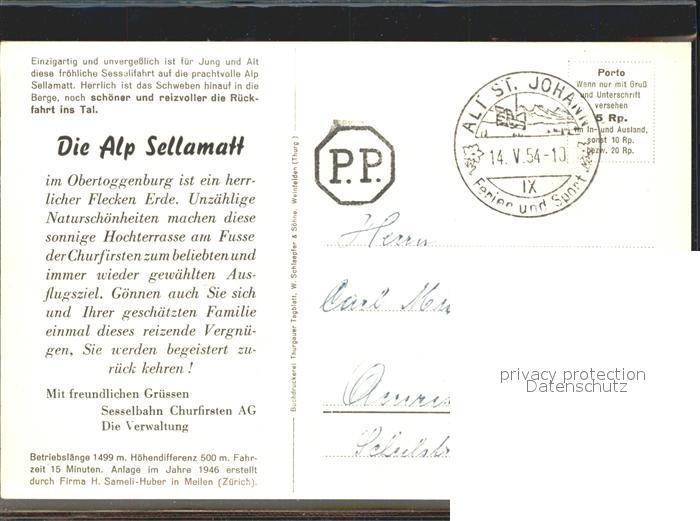 Einzigartig und unvergeßlich ist für Jung und Alt
diese fröhliche Sesselifahrt auf die prachtvolle Alp
Sellamatt. Herrlich ist das Schweben hinauf in die
Berge, noch schöner und reizvoller die Rück-
fahrt ins Tal.
Die Alp Sellamatt
im Obertoggenburg ist ein herr-
licher Flecken Erde. Unzählige
Naturschönheiten machen diese
sonnige Hochterrasse am Fusse
der Churfirsten zum beliebten und
immer wieder gewählten Aus-
flugsziel. Gönnen auch Sie sich
und Ihrer geschätzten Familie
einmal dieses reizende Vergnü-
gen, Sie werden begeistert zu-
rück kehren !
Mit freundlichen Grüssen
Sesselbahn Churfirsten AG
Die Verwaltung
Betriebslänge 1499 m. Höhendifferenz 500 m. Fahr-
zeit 15 Minuten. Anlage im Jahre 1946 erstellt
durch Firma H. Sameli-Huber in Meilen (Zürich).
Buchdruckerei Thurgauer Tagblatt, W. Schlaepfer & Söhne, Weinfelden (Thurg.)
P.P.
ALT ST. JOHANN
14. V. 54-10
IX
Ferien und Sport
Porto
Wenn nur mit Gruß
und Unterschrift
versehen
5 Rp.
im In- und Ausland,
sonst 10 Rp.
bezw. 20 Rp.
Herrn
Carl
privacy protection
Datenschutz